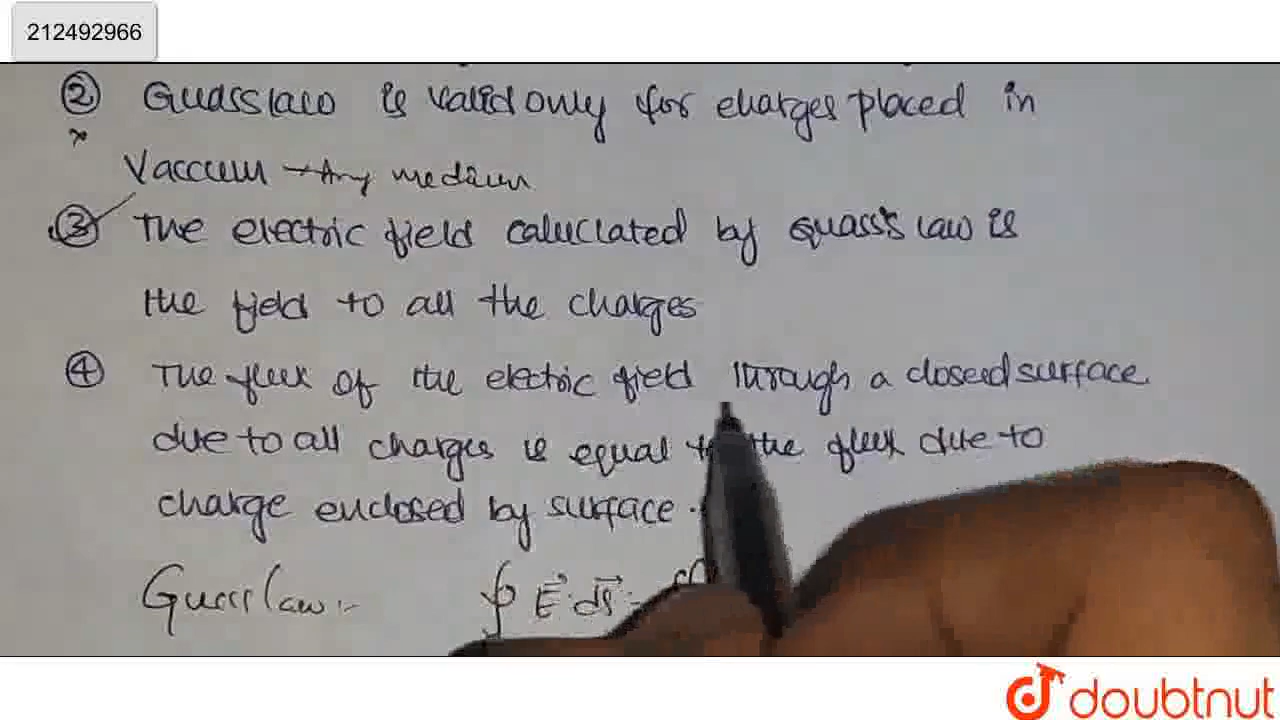 212492966
② Guasslaw is valid only for charges placed in
x
Vaccum → Any medium
③ The electric field caluclated by Guass's law is
the field to all the charges
④ The flux of the electric field through a closed surface
due to all charges is equal to the flux due to
charge enclosed by surface.
Guass law :-
∮ E⃗·ds⃗ =
doubtnut